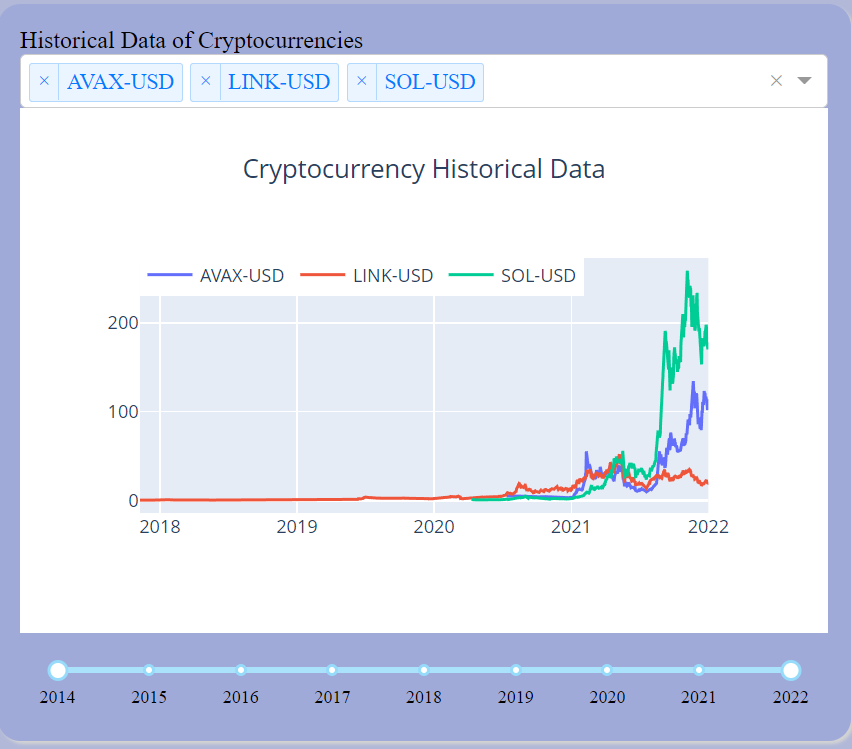 Historical Data of Cryptocurrencies
× AVAX-USD × LINK-USD × SOL-USD ×
Cryptocurrency Historical Data
AVAX-USD LINK-USD SOL-USD
200
100
0
2018 2019 2020 2021 2022
2014 2015 2016 2017 2018 2019 2020 2021 2022